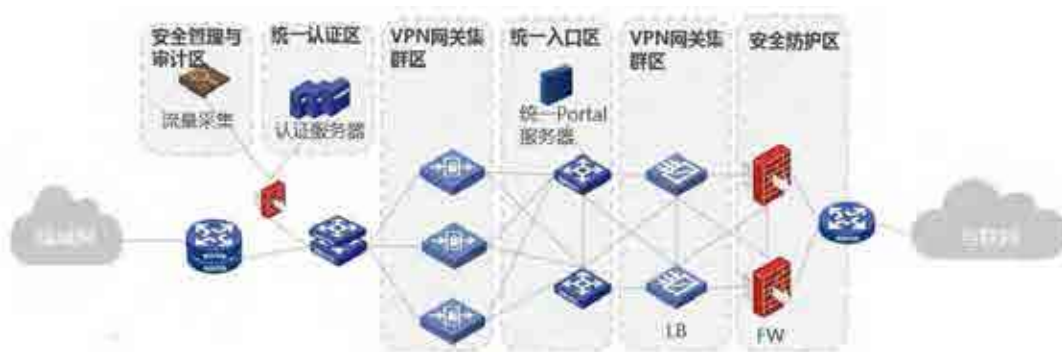 安全管理与
审计区
统一认证区
VPN网关集
群区
统一入口区
VPN网关集
群区
安全防护区
流量采集
认证服务器
统一Portal
服务器
互联网
LB
FW